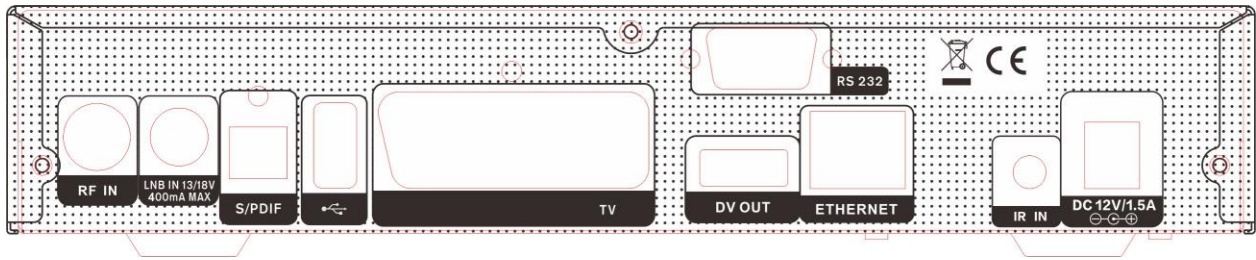 RS 232
CE
RF IN
LNB IN 13/18V
400mA MAX
S/PDIF
TV
DV OUT
ETHERNET
IR IN
DC 12V/1.5A